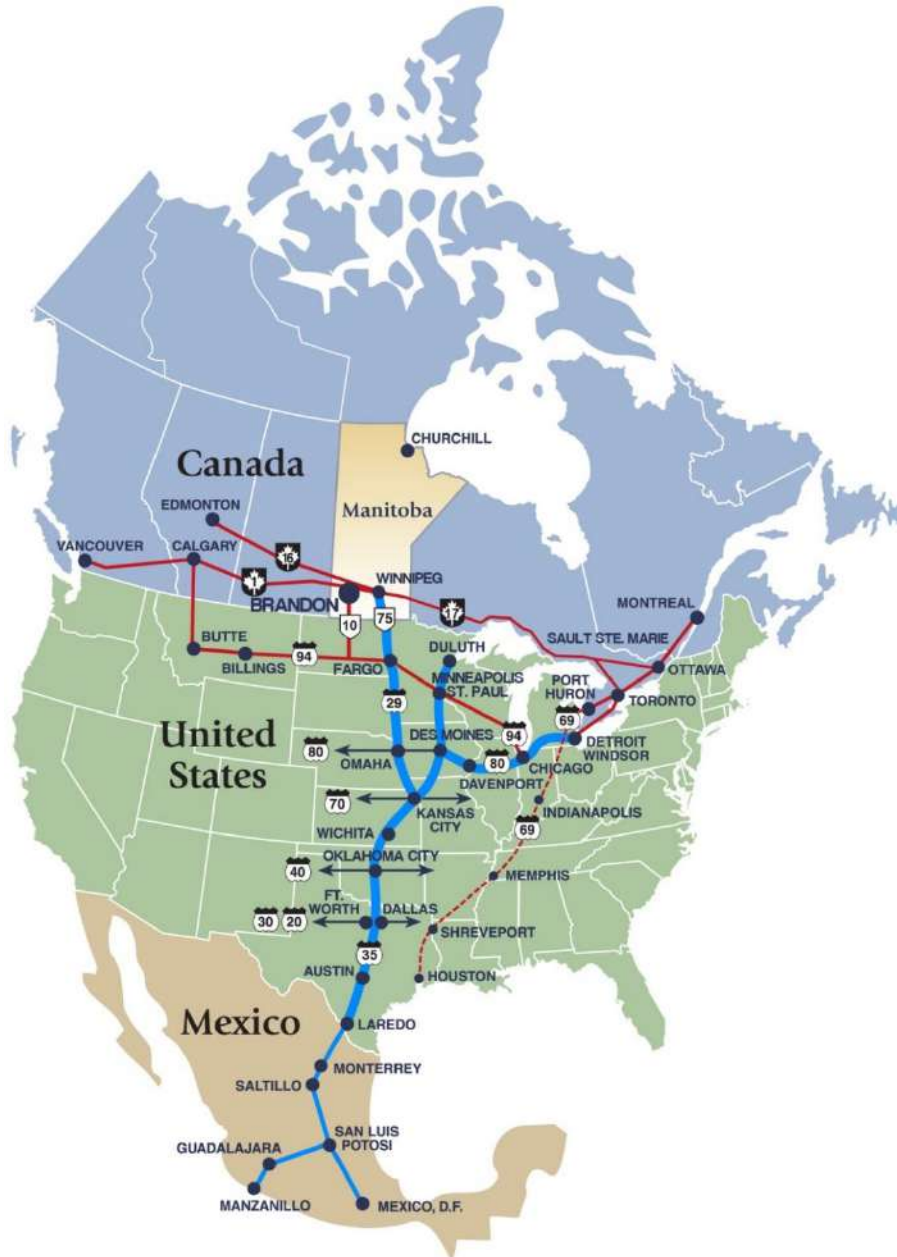 CHURCHILL
Canada
Manitoba
EDMONTON
16
VANCOUVER
CALGARY
1
WINNIPEG
BRANDON
10
75
17
MONTREAL
SAULT STE. MARIE
BUTTE
BILLINGS
94
FARGO
DULUTH
OTTAWA
MINNEAPOLIS
ST. PAUL
PORT
HURON
TORONTO
29
69
United
States
DES MOINES
94
DETROIT
WINDSOR
80
OMAHA
80
CHICAGO
DAVENPORT
70
KANSAS
CITY
INDIANAPOLIS
69
WICHITA
OKLAHOMA CITY
40
MEMPHIS
FT.
WORTH
DALLAS
30
20
SHREVEPORT
35
AUSTIN
HOUSTON
Mexico
LAREDO
MONTERREY
SALTILLO
SAN LUIS
POTOSI
GUADALAJARA
MANZANILLO
MEXICO, D.F.